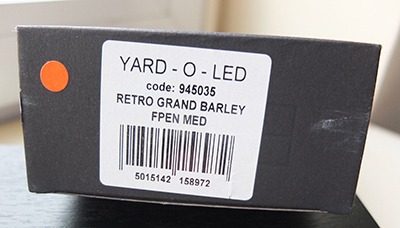 YARD - O - LED
code: 945035
RETRO GRAND BARLEY
FPEN MED
5015142 158972